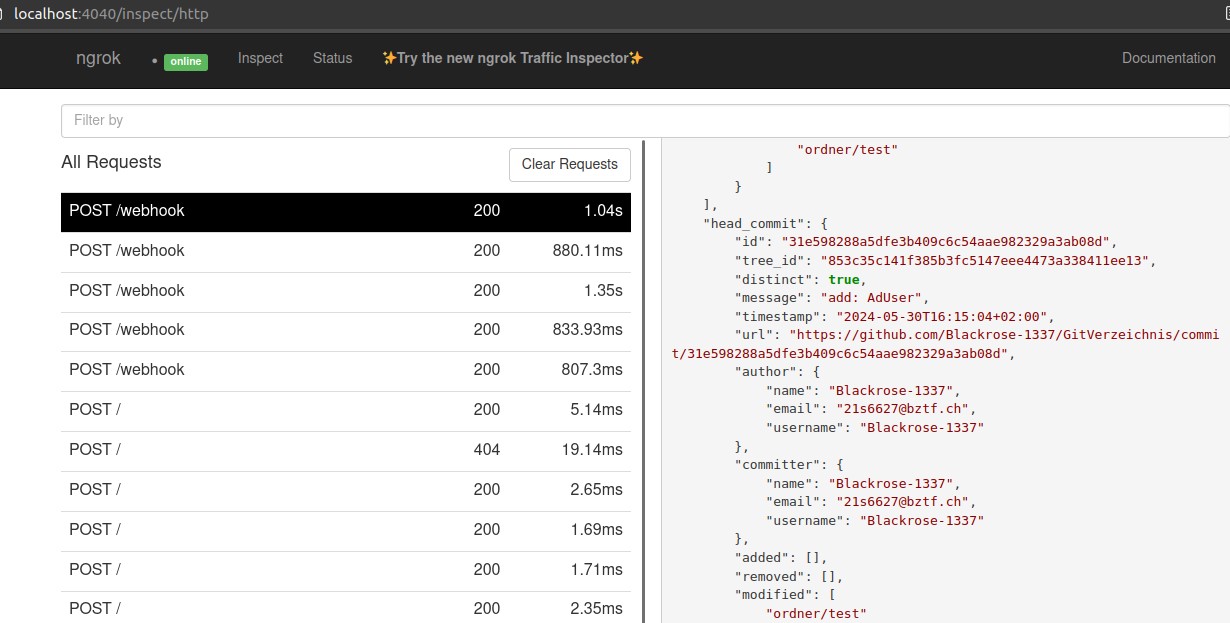 localhost:4040/inspect/http
ngrok • online Inspect Status ✨Try the new ngrok Traffic Inspector✨ Documentation
Filter by
All Requests Clear Requests
POST /webhook 200 1.04s
POST /webhook 200 880.11ms
POST /webhook 200 1.35s
POST /webhook 200 833.93ms
POST /webhook 200 807.3ms
POST / 200 5.14ms
POST / 404 19.14ms
POST / 200 2.65ms
POST / 200 1.69ms
POST / 200 1.71ms
POST / 200 2.35ms
"ordner/test"
]
}
],
"head_commit": {
"id": "31e598288a5dfe3b409c6c54aae982329a3ab08d",
"tree_id": "853c35c141f385b3fc5147eee4473a338411ee13",
"distinct": true,
"message": "add: AdUser",
"timestamp": "2024-05-30T16:15:04+02:00",
"url": "https://github.com/Blackrose-1337/GitVerzeichnis/commi
t/31e598288a5dfe3b409c6c54aae982329a3ab08d",
"author": {
"name": "Blackrose-1337",
"email": "21s6627@bztf.ch",
"username": "Blackrose-1337"
},
"committer": {
"name": "Blackrose-1337",
"email": "21s6627@bztf.ch",
"username": "Blackrose-1337"
},
"added": [],
"removed": [],
"modified": [
"ordner/test"